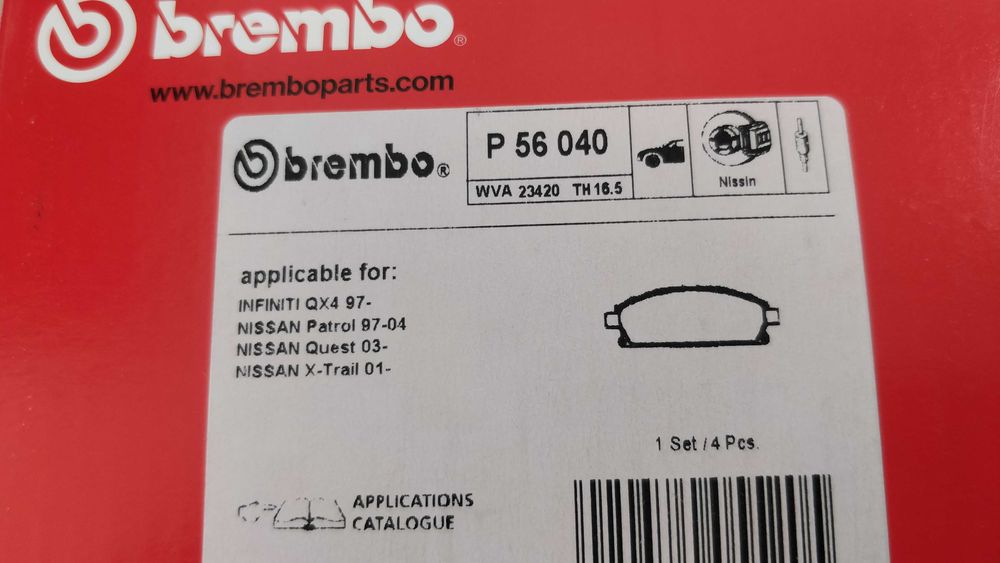 brembo®
www.bremboparts.com
brembo®
P 56 040
WVA 23420 TH 16.5
Nissin
applicable for:
INFINITI QX4 97-
NISSAN Patrol 97-04
NISSAN Quest 03-
NISSAN X-Trail 01-
1 Set / 4 Pcs.
APPLICATIONS
CATALOGUE